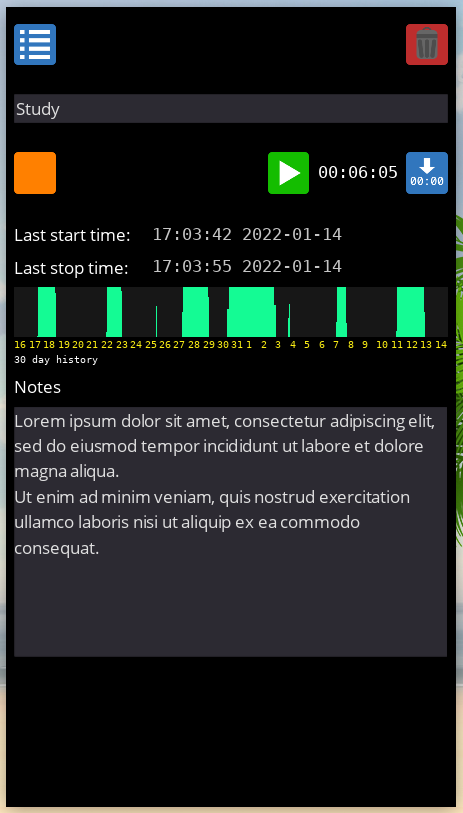 Study
00:06:05
00:00
Last start time: 17:03:42 2022-01-14
Last stop time: 17:03:55 2022-01-14
16 17 18 19 20 21 22 23 24 25 26 27 28 29 30 31 1 2 3 4 5 6 7 8 9 10 11 12 13 14
30 day history
Notes
Lorem ipsum dolor sit amet, consectetur adipiscing elit,
sed do eiusmod tempor incididunt ut labore et dolore
magna aliqua.
Ut enim ad minim veniam, quis nostrud exercitation
ullamco laboris nisi ut aliquip ex ea commodo
consequat.